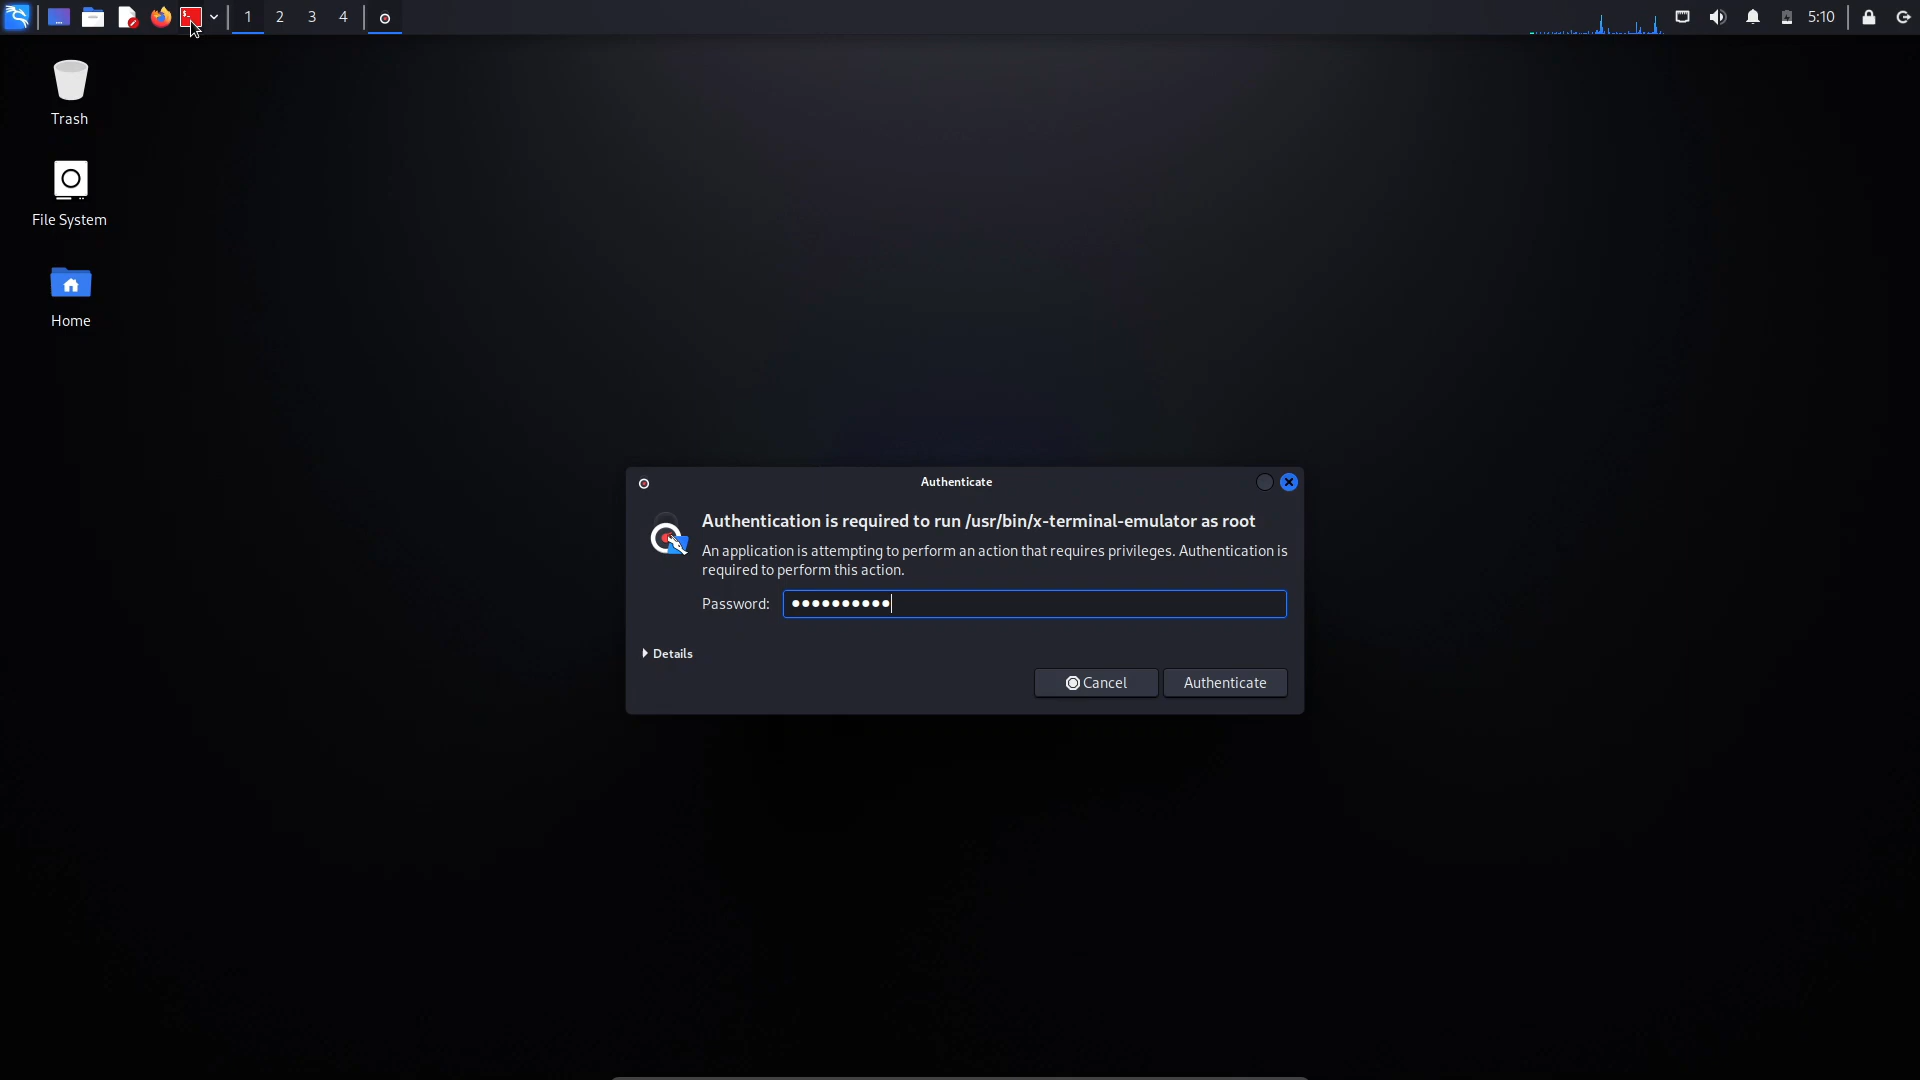 1 2 3 4 5:10
Trash
File System
Home
Authenticate
Authentication is required to run /usr/bin/x-terminal-emulator as root
An application is attempting to perform an action that requires privileges. Authentication is
required to perform this action.
Password: ●●●●●●●●●●
Details
Cancel Authenticate